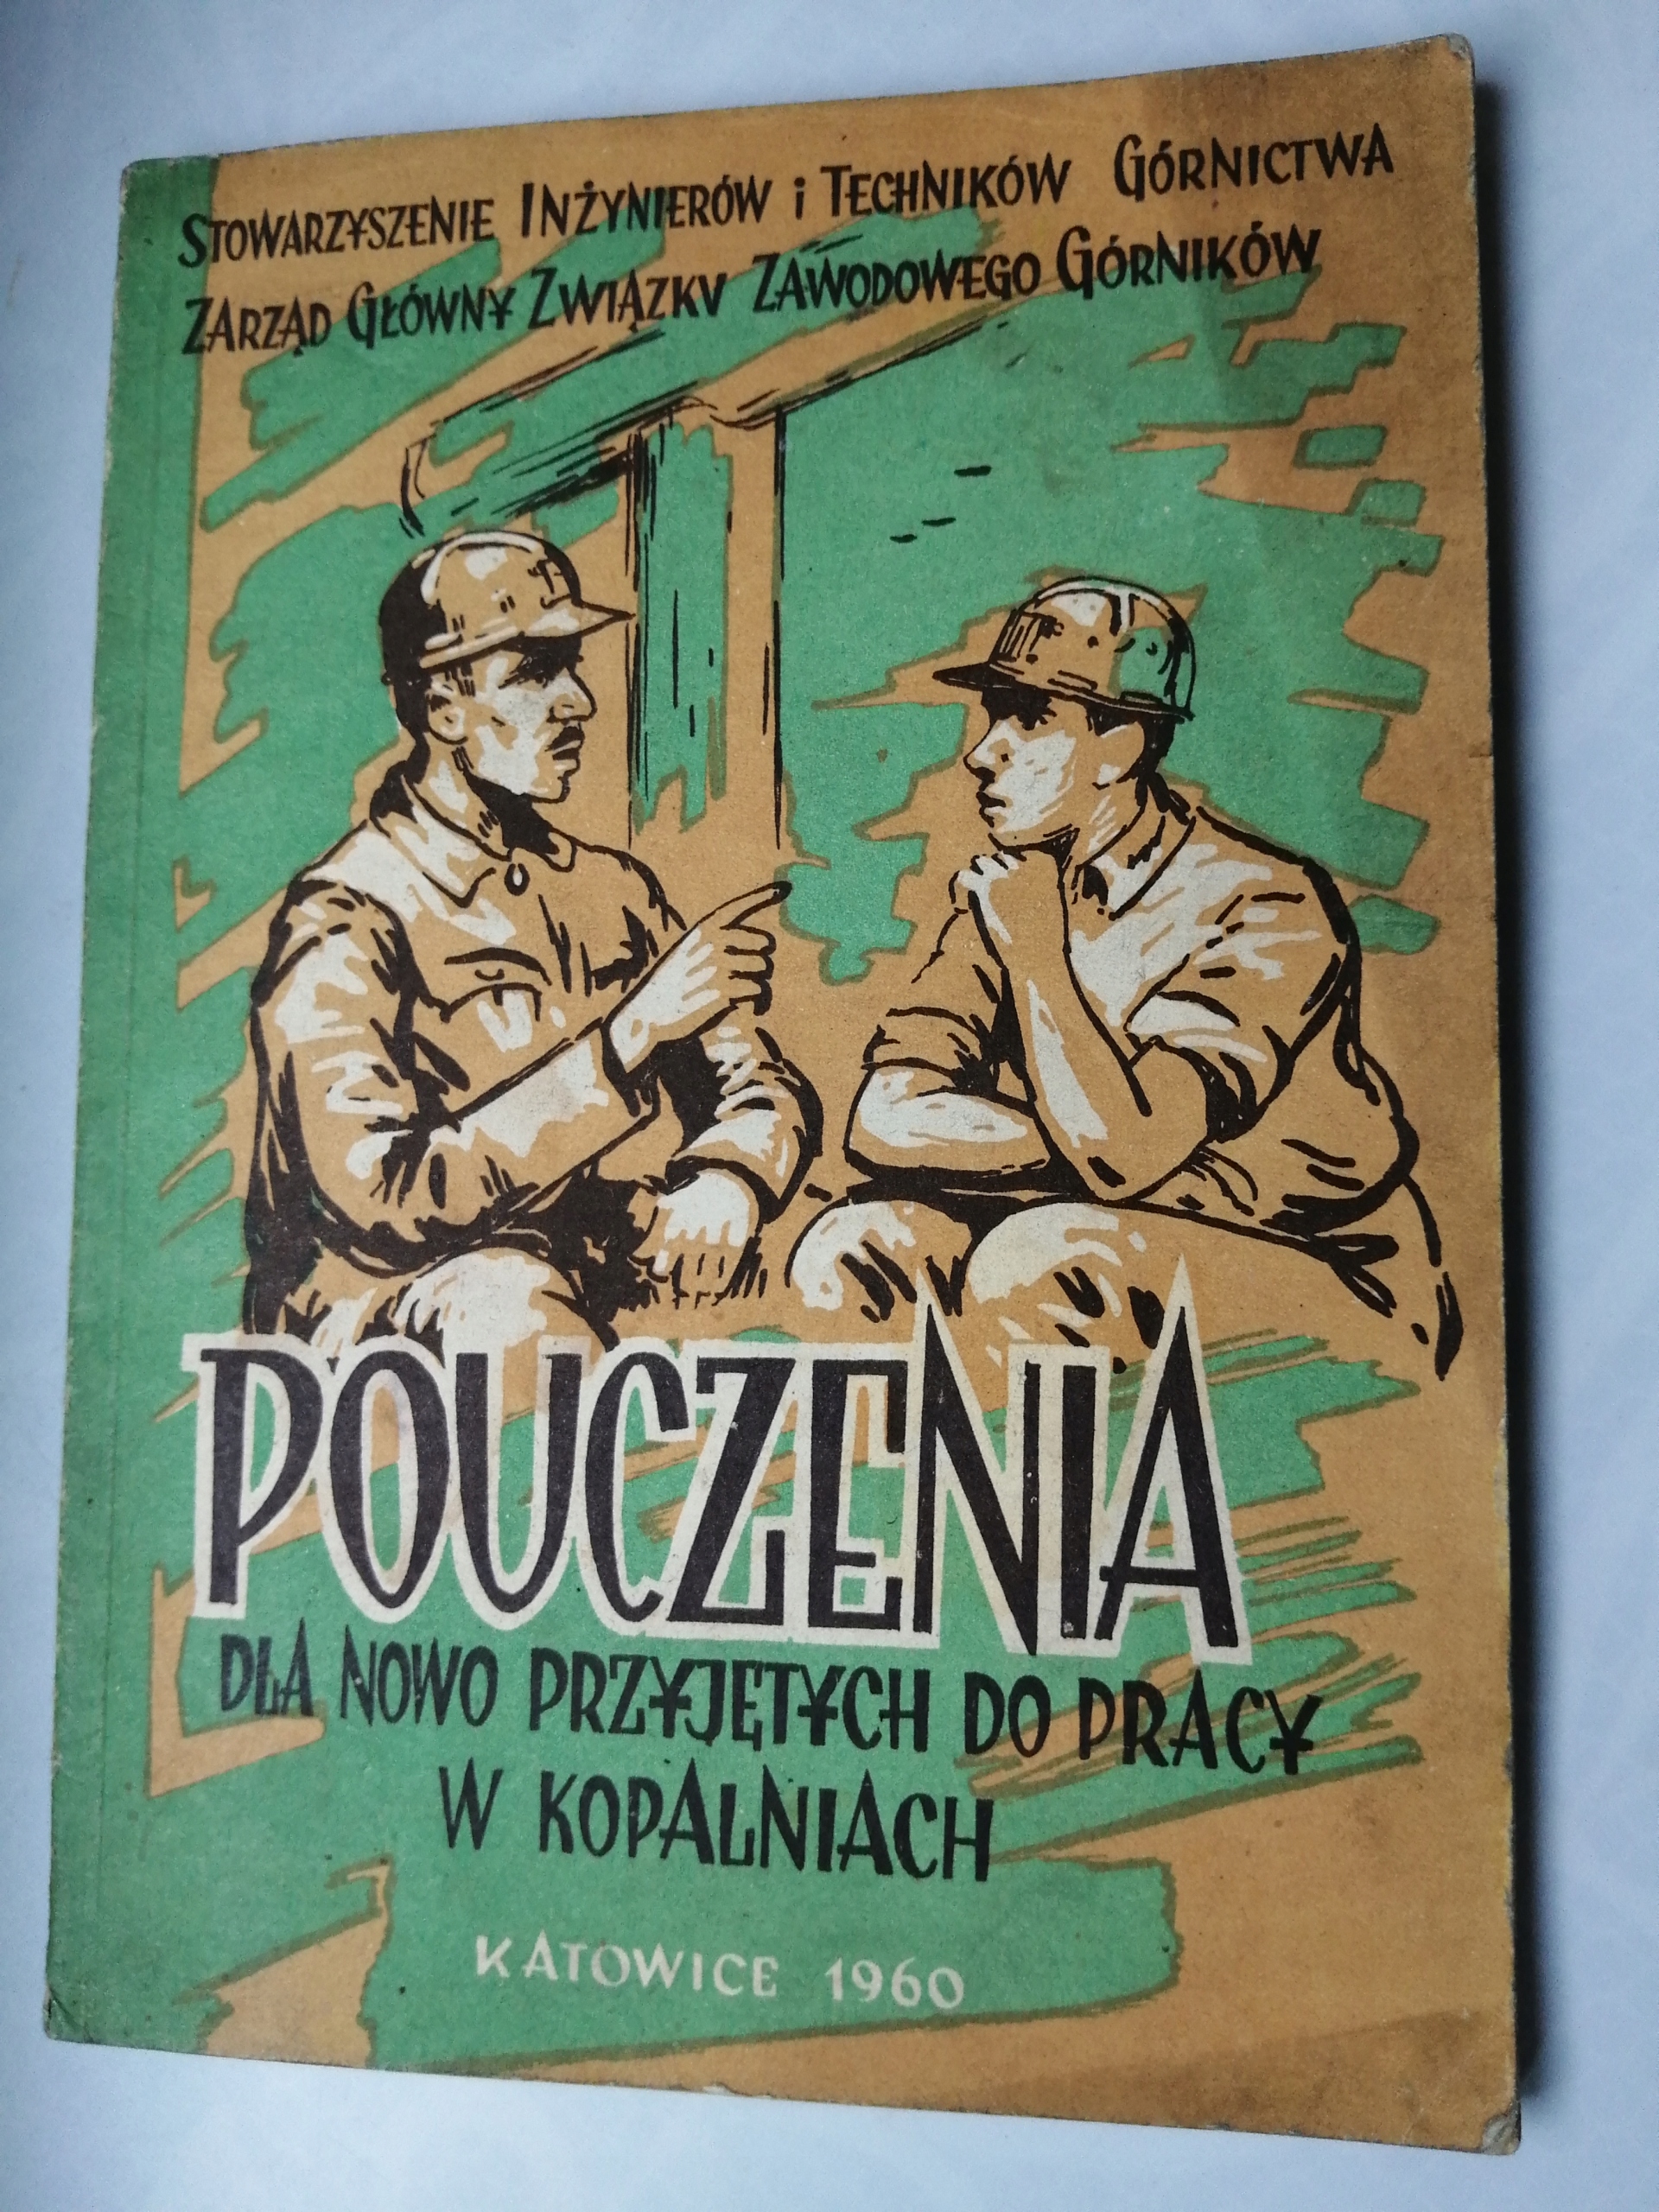 STOWARZYSZENIE INŻYNIERÓW i TECHNIKÓW GÓRNICTWA
ZARZĄD GŁÓWNY ZWIĄZKU ZAWODOWEGO GÓRNIKÓW
POUCZENIA
DLA NOWO PRZYJĘTYCH DO PRACY
W KOPALNIACH
KATOWICE 1960